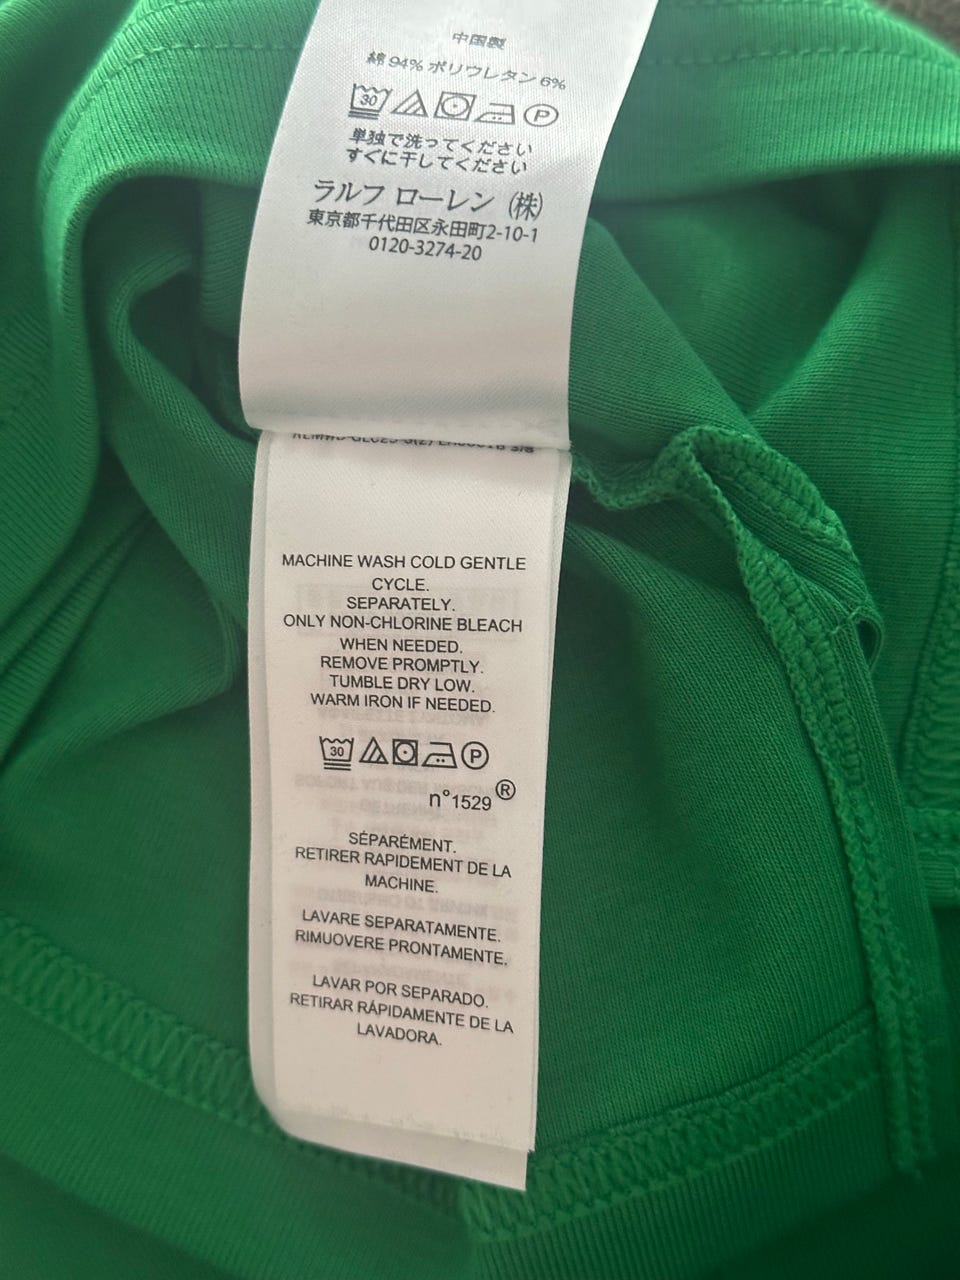 中国製
綿 94% ポリウレタン 6%
30 P
単独で洗ってください
すぐに干してください
ラルフ ローレン (株)
東京都千代田区永田町2-10-1
0120-3274-20
MACHINE WASH COLD GENTLE
CYCLE.
SEPARATELY.
ONLY NON-CHLORINE BLEACH
WHEN NEEDED.
REMOVE PROMPTLY.
TUMBLE DRY LOW.
WARM IRON IF NEEDED.
30 P
n°1529 ®
SÉPARÉMENT.
RETIRER RAPIDEMENT DE LA
MACHINE.
LAVARE SEPARATAMENTE.
RIMUOVERE PRONTAMENTE.
LAVAR POR SEPARADO.
RETIRAR RÁPIDAMENTE DE LA
LAVADORA.